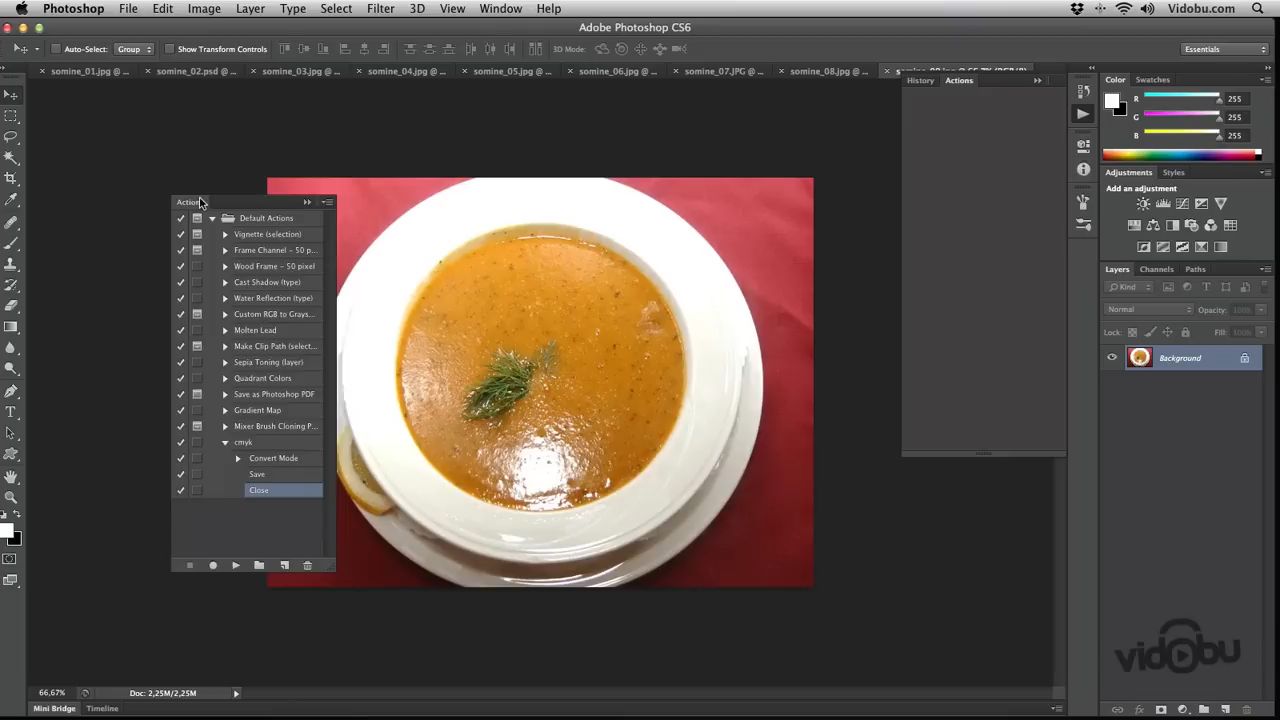 Photoshop File Edit Image Layer Type Select Filter 3D View Window Help Vidobu.com
Adobe Photoshop CS6
Auto-Select: Group Show Transform Controls 3D Mode: Essentials
somine_01.jpg @ ... somine_02.psd @ ... somine_03.jpg @ ... somine_04.jpg @ ... somine_05.jpg @ ... somine_06.jpg @ ... somine_07.JPG @ ... somine_08.jpg @ ...
History Actions
Color Swatches
R 255
G 255
B 255
Adjustments Styles
Add an adjustment
Layers Channels Paths
Kind
Normal Opacity: 100%
Lock: Fill: 100%
Background
Actions
Default Actions
Vignette (selection)
Frame Channel - 50 p...
Wood Frame - 50 pixel
Cast Shadow (type)
Water Reflection (type)
Custom RGB to Grays...
Molten Lead
Make Clip Path (select...
Sepia Toning (layer)
Quadrant Colors
Save as Photoshop PDF
Gradient Map
Mixer Brush Cloning P...
cmyk
Convert Mode
Save
Close
vidobu
66,67% Doc: 2,25M/2,25M
Mini Bridge Timeline